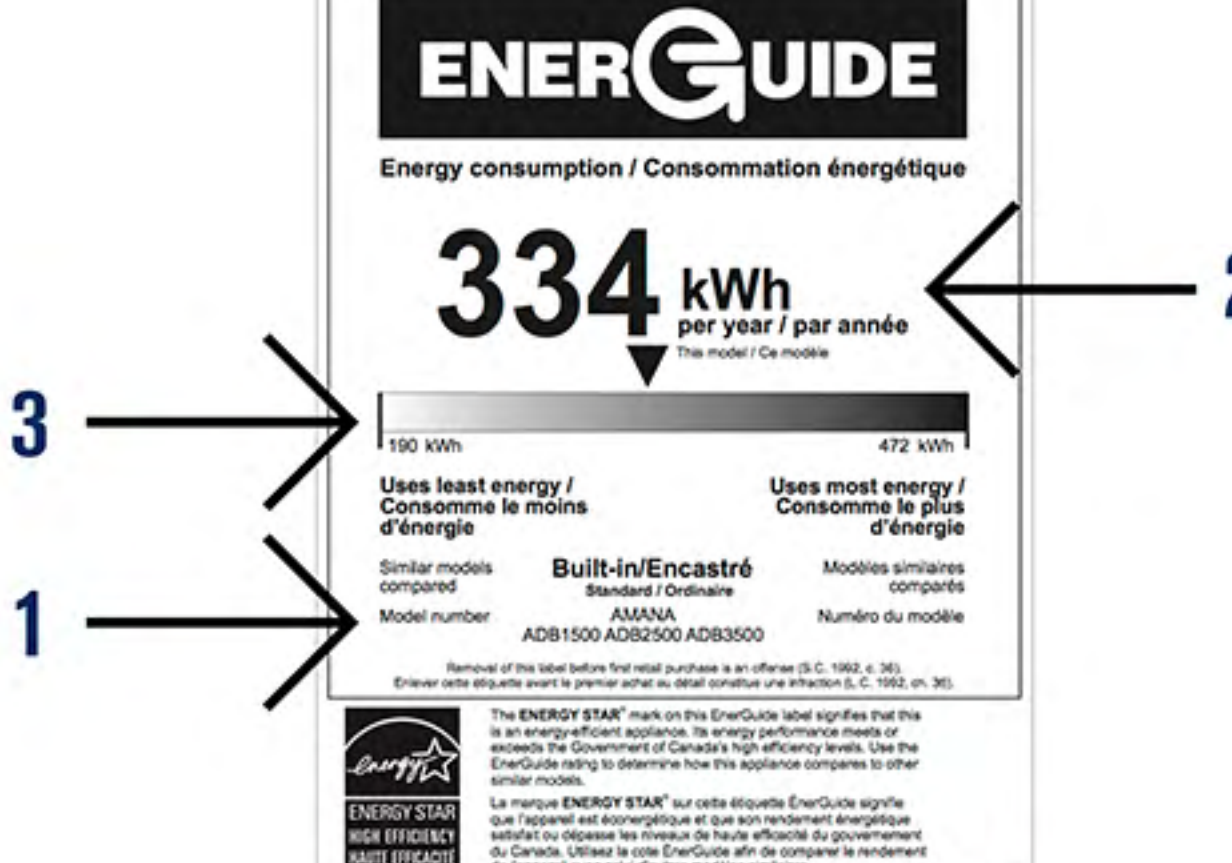 ENERGUIDE
Energy consumption / Consommation énergétique
334 kWh
per year / par année
This model / Ce modèle
2
3
190 kWh 472 kWh
Uses least energy / Uses most energy /
Consomme le moins Consomme le plus
d'énergie d'énergie
Similar models Built-in/Encastré Modèles similaires
compared Standard / Ordinaire comparés
1
Model number AMANA Numéro du modèle
ADB1500 ADB2500 ADB3500
Removal of this label before first retail purchase is an offense (S.C. 1992, c. 36).
Enlever cette étiquette avant le premier achat au détail constitue une infraction (L.C. 1992, ch. 36).
energy
ENERGY STAR
HIGH EFFICIENCY
HAUTE EFFICACITÉ
The ENERGY STAR® mark on this EnerGuide label signifies that this
is an energy-efficient appliance. Its energy performance meets or
exceeds the Government of Canada's high efficiency levels. Use the
EnerGuide rating to determine how this appliance compares to other
similar models.
La marque ENERGY STAR® sur cette étiquette ÉnerGuide signifie
que l'appareil est éconergétique et que son rendement énergétique
satisfait ou dépasse les niveaux de haute efficacité du gouvernement
du Canada. Utilisez la cote ÉnerGuide afin de comparer le rendement